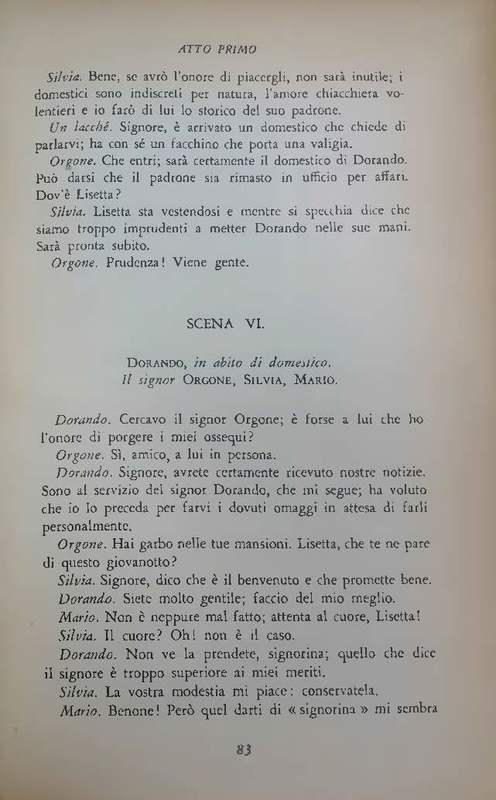 ATTO PRIMO
Silvia. Bene, se avrò l'onore di piacergli, non sarà inutile; i
domestici sono indiscreti per natura, l'amore chiacchiera vo-
lentieri e io farò di lui lo storico del suo padrone.
Un lacché. Signore, è arrivato un domestico che chiede di
parlarvi; ha con sé un facchino che porta una valigia.
Orgone. Che entri; sarà certamente il domestico di Dorando.
Può darsi che il padrone sia rimasto in ufficio per affari.
Dov'è Lisetta?
Silvia. Lisetta sta vestendosi e mentre si specchia dice che
siamo troppo imprudenti a metter Dorando nelle sue mani.
Sarà pronta subito.
Orgone. Prudenza! Viene gente.
SCENA VI.
DORANDO, in abito di domestico.
Il signor ORGONE, SILVIA, MARIO.
Dorando. Cercavo il signor Orgone; è forse a lui che ho
l'onore di porgere i miei ossequi?
Orgone. Sì, amico, a lui in persona.
Dorando. Signore, avrete certamente ricevuto nostre notizie.
Sono al servizio del signor Dorando, che mi segue; ha voluto
che io lo preceda per farvi i dovuti omaggi in attesa di farli
personalmente.
Orgone. Hai garbo nelle tue mansioni. Lisetta, che te ne pare
di questo giovanotto?
Silvia. Signore, dico che è il benvenuto e che promette bene.
Dorando. Siete molto gentile; faccio del mio meglio.
Mario. Non è neppure mal fatto; attenta al cuore, Lisetta!
Silvia. Il cuore? Oh! non è il caso.
Dorando. Non ve la prendete, signorina; quello che dice
il signore è troppo superiore ai miei meriti.
Silvia. La vostra modestia mi piace: conservatela.
Mario. Benone! Però quel darti di « signorina » mi sembra
83